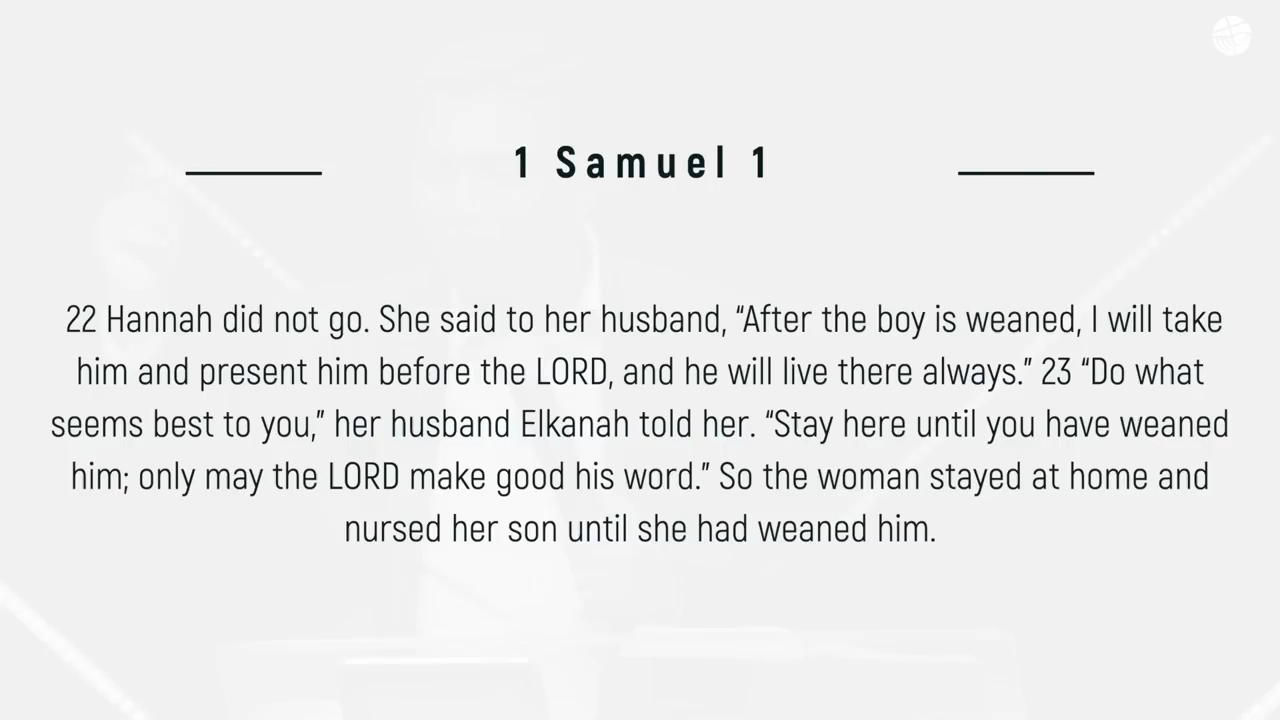 1 Samuel 1
22 Hannah did not go. She said to her husband, “After the boy is weaned, I will take
him and present him before the LORD, and he will live there always.” 23 “Do what
seems best to you,” her husband Elkanah told her. “Stay here until you have weaned
him; only may the LORD make good his word.” So the woman stayed at home and
nursed her son until she had weaned him.